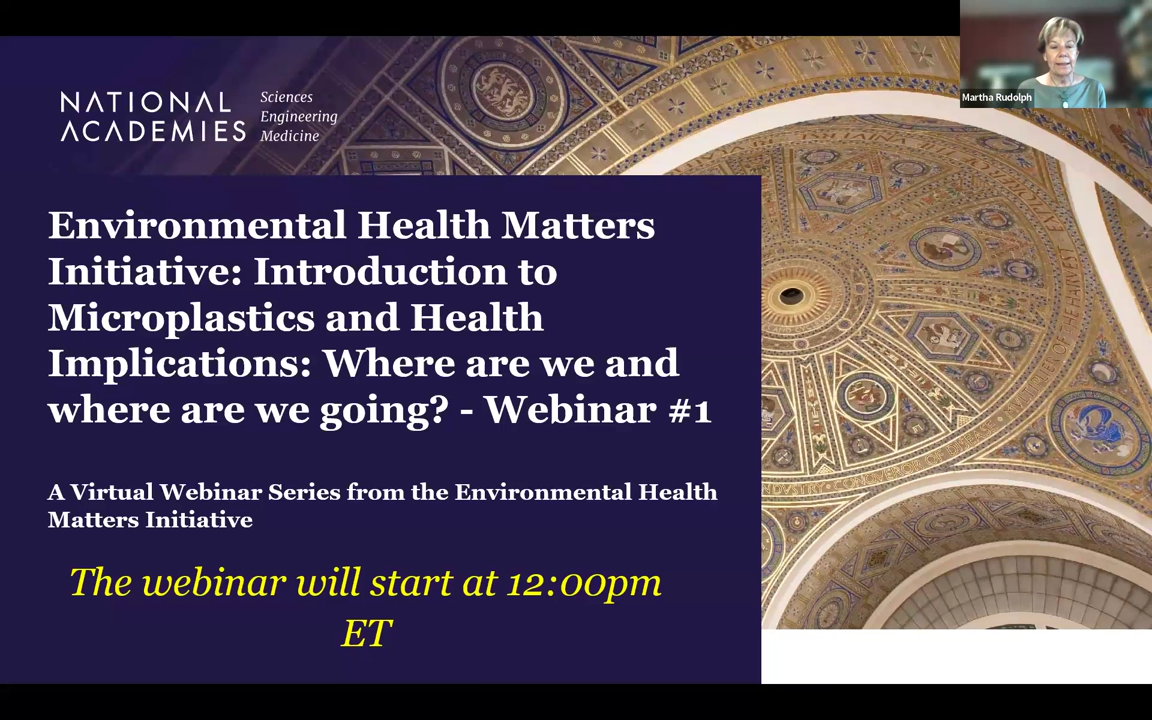 NATIONAL
ACADEMIES
Sciences
Engineering
Medicine
Martha Rudolph
Environmental Health Matters
Initiative: Introduction to
Microplastics and Health
Implications: Where are we and
where are we going? - Webinar #1
A Virtual Webinar Series from the Environmental Health
Matters Initiative
The webinar will start at 12:00pm
ET